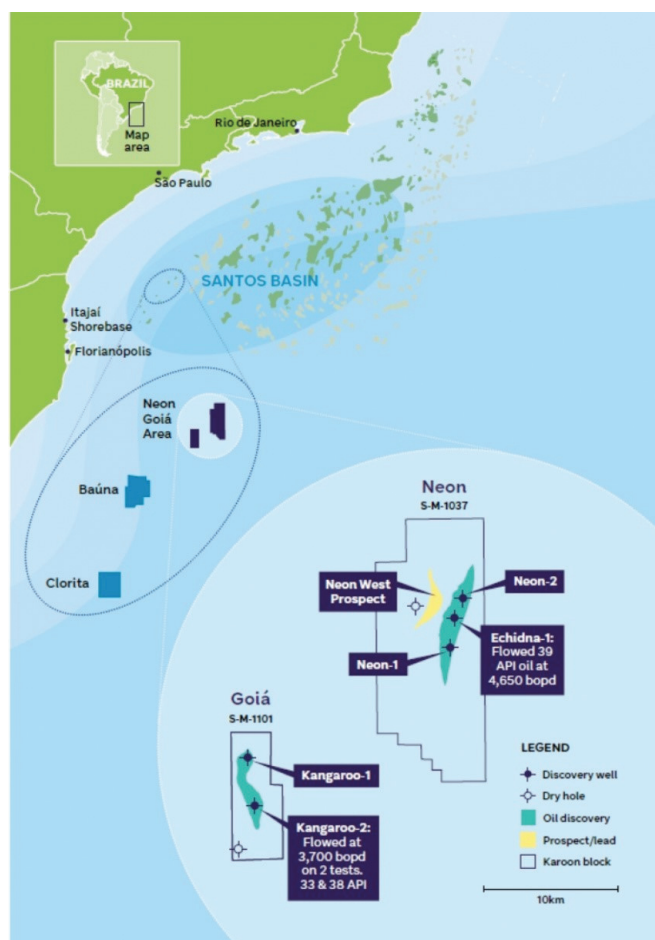 BRAZIL
Map
area
Rio de Janeiro
São Paulo
SANTOS BASIN
Itajaí
Shorebase
Florianópolis
Neon
Goiá
Area
Baúna
Clorita
Neon
S-M-1037
Neon West
Prospect
Neon-2
Echidna-1:
Flowed 39
API oil at
4,650 bopd
Neon-1
Goiá
S-M-1101
Kangaroo-1
Kangaroo-2:
Flowed at
3,700 bopd
on 2 tests.
33 & 38 API
LEGEND
Discovery well
Dry hole
Oil discovery
Prospect/lead
Karoon block
10km